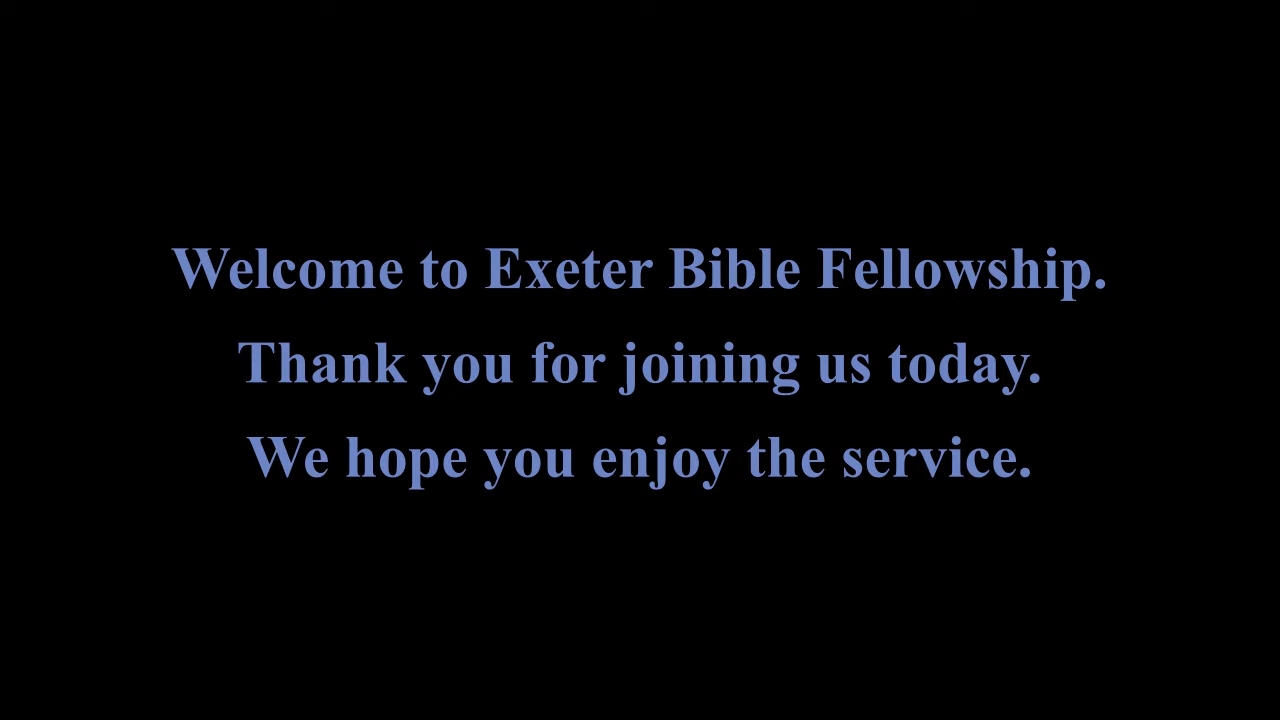 Welcome to Exeter Bible Fellowship.
Thank you for joining us today.
We hope you enjoy the service.